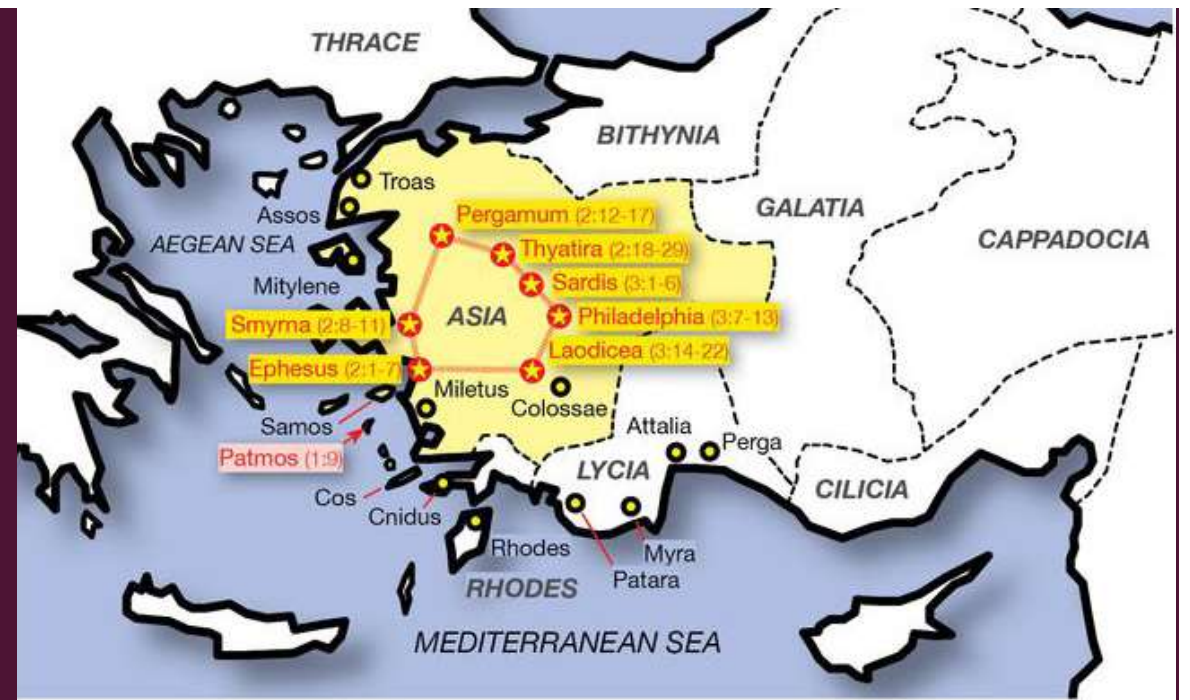 THRACE
BITHYNIA
Troas
GALATIA
Assos
Pergamum (2:12-17)
CAPPADOCIA
AEGEAN SEA
Thyatira (2:18-29)
Mitylene
Sardis (3:1-6)
Smyrna (2:8-11)
ASIA
Philadelphia (3:7-13)
Laodicea (3:14-22)
Ephesus (2:1-7)
Miletus
Colossae
Samos
Attalia
Perga
Patmos (1:9)
LYCIA
CILICIA
Cos
Cnidus
Rhodes
Myra
Patara
RHODES
MEDITERRANEAN SEA